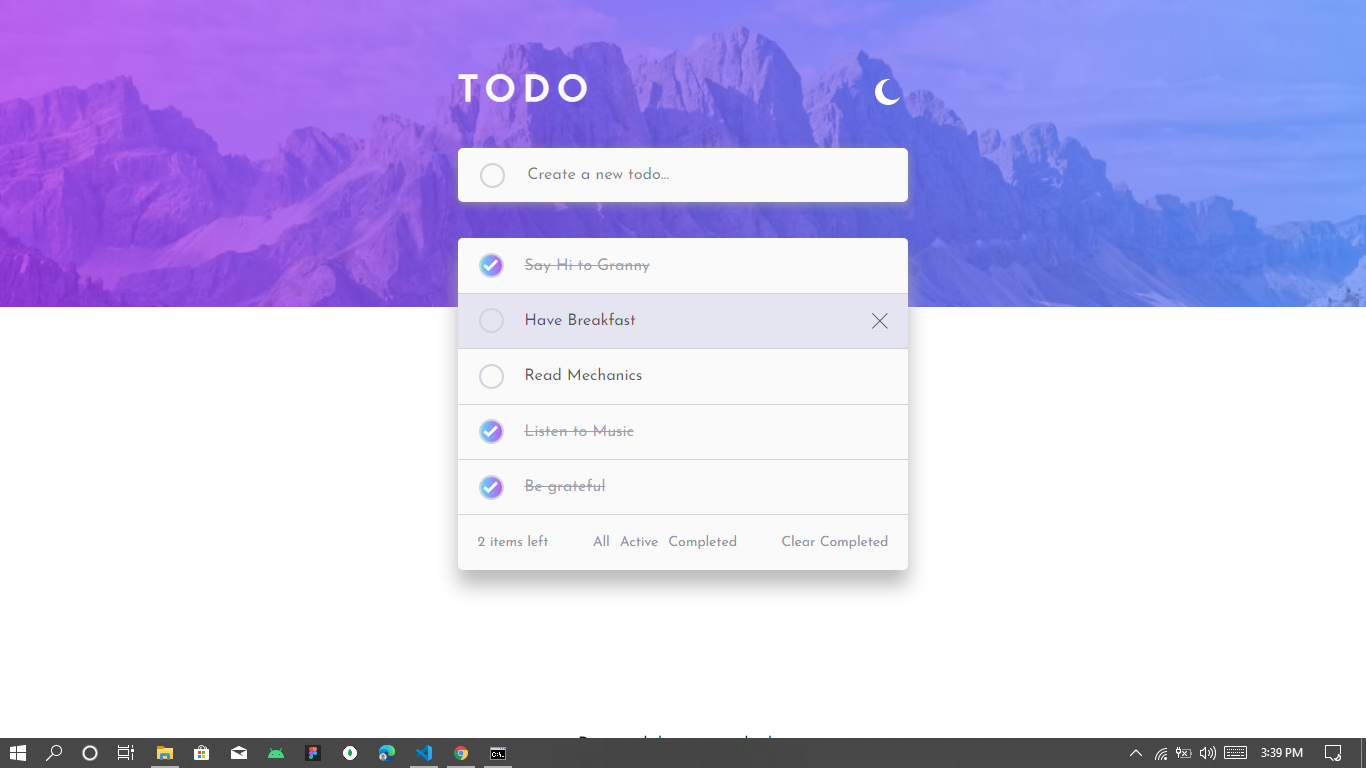 TODO
Create a new todo...
Say Hi to Granny
Have Breakfast
Read Mechanics
Listen to Music
Be grateful
2 items left All Active Completed Clear Completed
3:39 PM